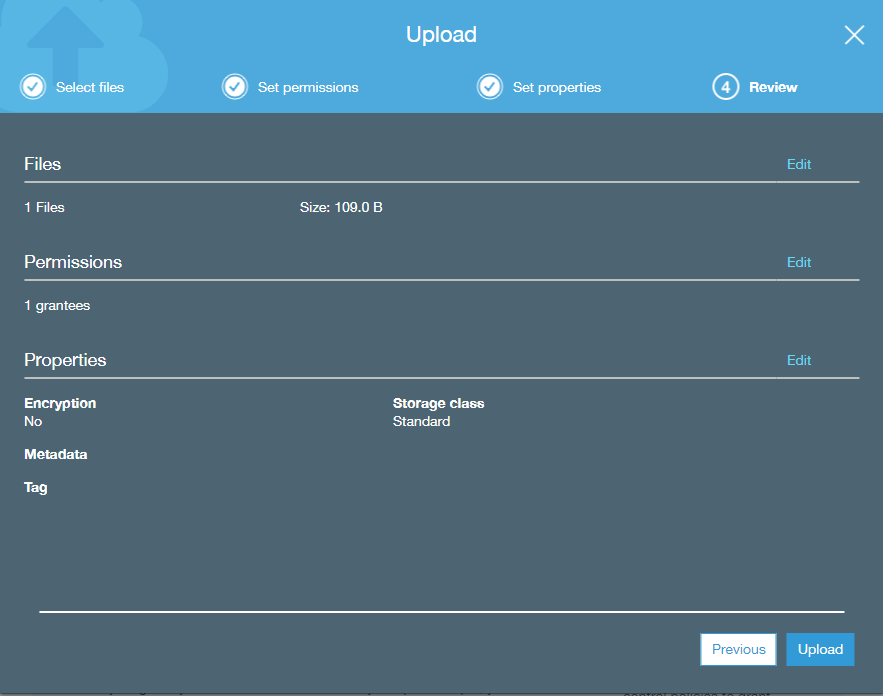 Upload
Select files
Set permissions
Set properties
4 Review
Files Edit
1 Files Size: 109.0 B
Permissions Edit
1 grantees
Properties Edit
Encryption Storage class
No Standard
Metadata
Tag
Previous Upload